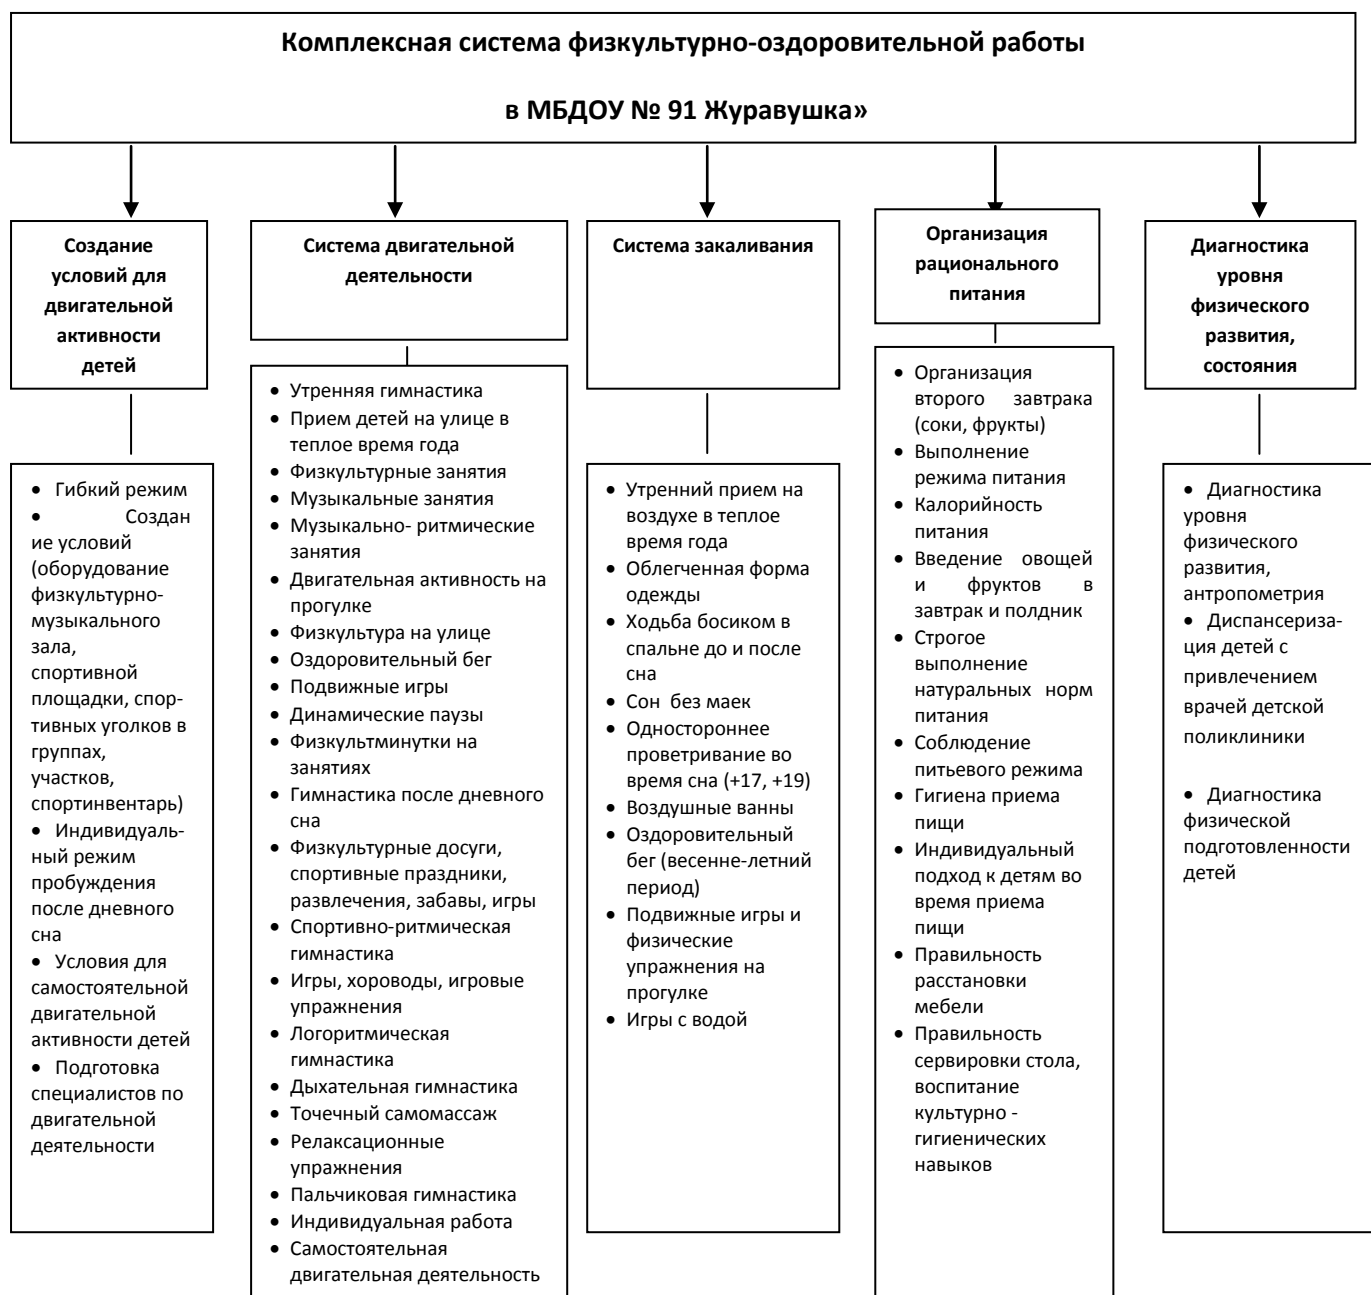 Комплексная система физкультурно-оздоровительной работы
в МБДОУ № 91 Журавушка»
Создание
условий для
двигательной
активности
детей
Система двигательной
деятельности
Система закаливания
Организация
рационального
питания
Диагностика
уровня
физического
развития,
состояния
• Гибкий режим
• Создан
ие условий
(оборудование
физкультурно-
музыкального
зала,
спортивной
площадки, спор-
тивных уголков в
группах,
участков,
спортинвентарь)
• Индивидуаль-
ный режим
пробуждения
после дневного
сна
• Условия для
самостоятельной
двигательной
активности детей
• Подготовка
специалистов по
двигательной
деятельности
• Утренняя гимнастика
• Прием детей на улице в
теплое время года
• Физкультурные занятия
• Музыкальные занятия
• Музыкально- ритмические
занятия
• Двигательная активность на
прогулке
• Физкультура на улице
• Оздоровительный бег
• Подвижные игры
• Динамические паузы
• Физкультминутки на
занятиях
• Гимнастика после дневного
сна
• Физкультурные досуги,
спортивные праздники,
развлечения, забавы, игры
• Спортивно-ритмическая
гимнастика
• Игры, хороводы, игровые
упражнения
• Логоритмическая
гимнастика
• Дыхательная гимнастика
• Точечный самомассаж
• Релаксационные
упражнения
• Пальчиковая гимнастика
• Индивидуальная работа
• Самостоятельная
двигательная деятельность
• Утренний прием на
воздухе в теплое
время года
• Облегченная форма
одежды
• Ходьба босиком в
спальне до и после
сна
• Сон без маек
• Одностороннее
проветривание во
время сна (+17, +19)
• Воздушные ванны
• Оздоровительный
бег (весенне-летний
период)
• Подвижные игры и
физические
упражнения на
прогулке
• Игры с водой
• Организация
второго завтрака
(соки, фрукты)
• Выполнение
режима питания
• Калорийность
питания
• Введение овощей
и фруктов в
завтрак и полдник
• Строгое
выполнение
натуральных норм
питания
• Соблюдение
питьевого режима
• Гигиена приема
пищи
• Индивидуальный
подход к детям во
время приема
пищи
• Правильность
расстановки
мебели
• Правильность
сервировки стола,
воспитание
культурно -
гигиенических
навыков
• Диагностика
уровня
физического
развития,
антропометрия
• Диспансериза-
ция детей с
привлечением
врачей детской
поликлиники
• Диагностика
физической
подготовленности
детей